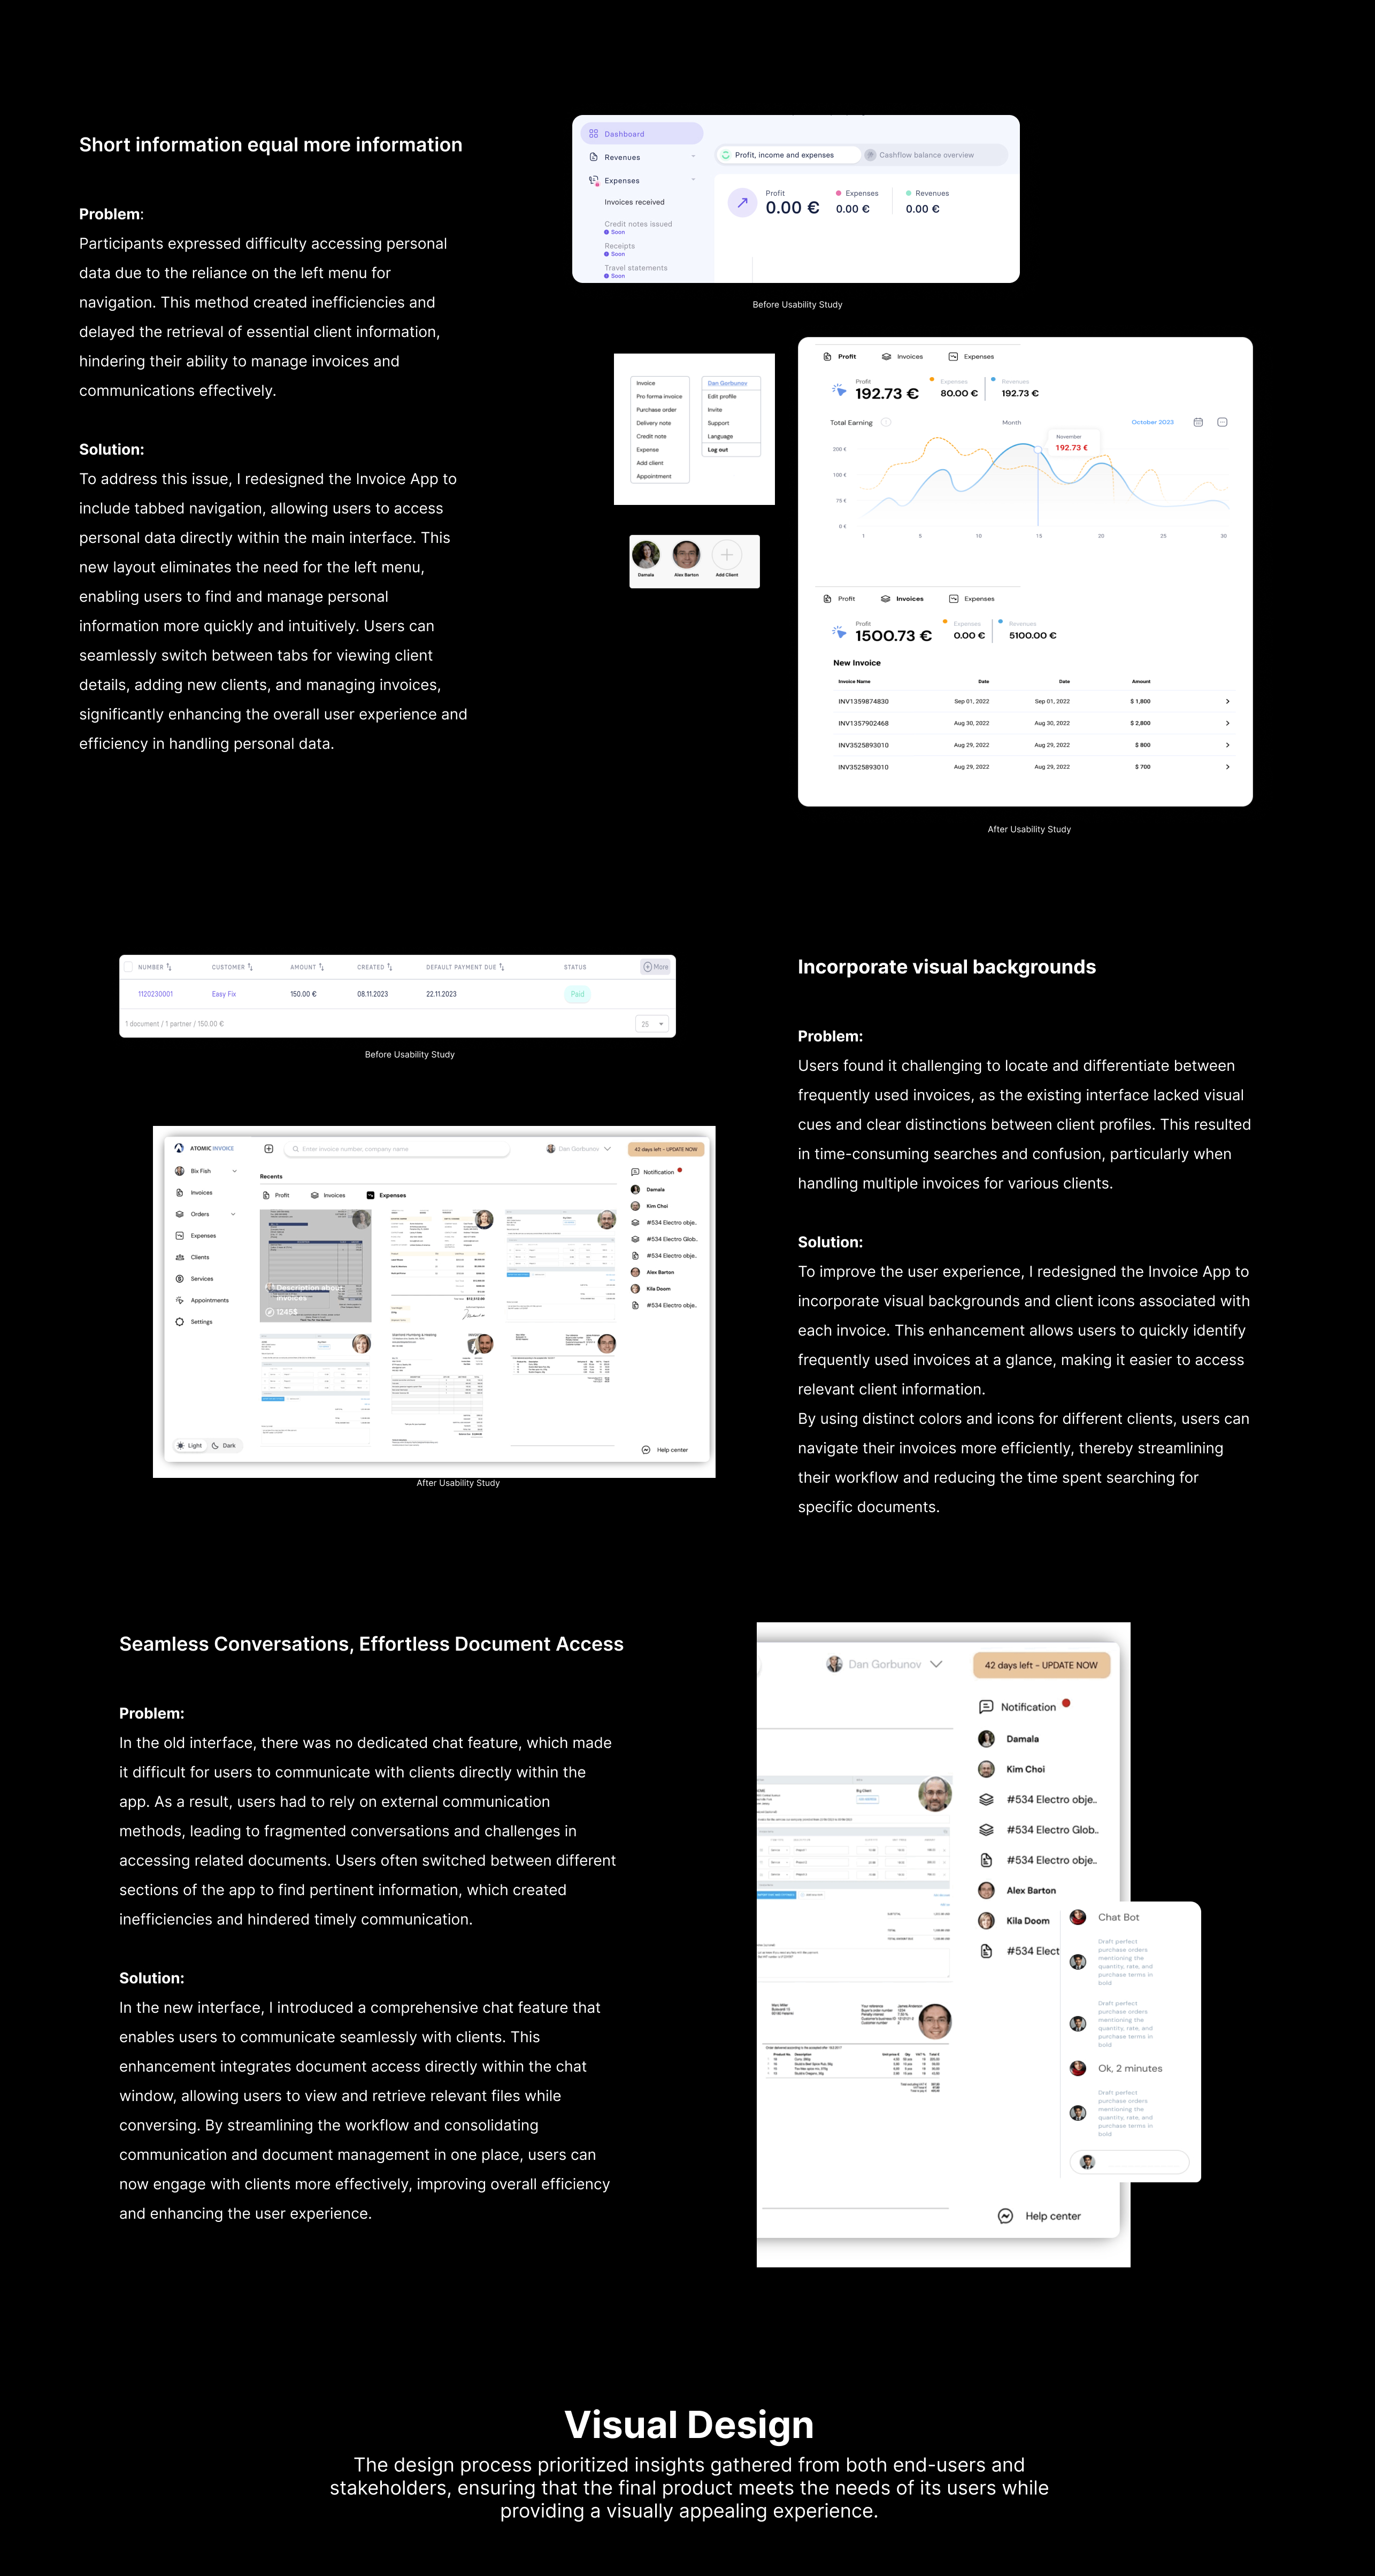 Short information equal more information
Problem:
Participants expressed difficulty accessing personal
data due to the reliance on the left menu for
navigation. This method created inefficiencies and
delayed the retrieval of essential client information,
hindering their ability to manage invoices and
communications effectively.
Solution:
To address this issue, I redesigned the Invoice App to
include tabbed navigation, allowing users to access
personal data directly within the main interface. This
new layout eliminates the need for the left menu,
enabling users to find and manage personal
information more quickly and intuitively. Users can
seamlessly switch between tabs for viewing client
details, adding new clients, and managing invoices,
significantly enhancing the overall user experience and
efficiency in handling personal data.
Dashboard
Revenues
Expenses
Invoices received
Credit notes issued
Soon
Receipts
Soon
Travel statements
Soon
Profit, income and expenses
Cashflow balance overview
Profit
0.00 €
Expenses
0.00 €
Revenues
0.00 €
Before Usability Study
Invoice
Pro forma invoice
Purchase order
Delivery note
Credit note
Expense
Add client
Appointment
Dan Gorbunov
Edit profile
Invite
Support
Language
Log out
Damala
Alex Barton
Add Client
Profit
Invoices
Expenses
Profit
192.73 €
Expenses
80.00 €
Revenues
192.73 €
Total Earning
Month
October 2023
November
192.73 €
200 €
100 €
75 €
0 €
1 5 10 15 20 25 30
Profit
Invoices
Expenses
Profit
1500.73 €
Expenses
0.00 €
Revenues
5100.00 €
New Invoice
Invoice Name Date Date Amount
INV1359874830 Sep 01, 2022 Sep 01, 2022 $ 1,800
INV1357902468 Aug 30, 2022 Aug 30, 2022 $ 2,800
INV3525893010 Aug 29, 2022 Aug 29, 2022 $ 800
INV3525893010 Aug 29, 2022 Aug 29, 2022 $ 700
After Usability Study
NUMBER CUSTOMER AMOUNT CREATED DEFAULT PAYMENT DUE STATUS More
1120230001 Easy Fix 150.00 € 08.11.2023 22.11.2023 Paid
1 document / 1 partner / 150.00 € 25
Before Usability Study
ATOMIC INVOICE
Enter invoice number, company name
Dan Gorbunov
42 days left - UPDATE NOW
Bix Fish
Invoices
Orders
Expenses
Clients
Services
Appointments
Settings
Light
Dark
Recents
Profit
Invoices
Expenses
Description about
invoices
1245$
Notification
Damala
Kim Choi
#534 Electro obje..
#534 Electro Glob..
#534 Electro obje..
Alex Barton
Kila Doom
#534 Electro obje..
Help center
After Usability Study
Incorporate visual backgrounds
Problem:
Users found it challenging to locate and differentiate between
frequently used invoices, as the existing interface lacked visual
cues and clear distinctions between client profiles. This resulted
in time-consuming searches and confusion, particularly when
handling multiple invoices for various clients.
Solution:
To improve the user experience, I redesigned the Invoice App to
incorporate visual backgrounds and client icons associated with
each invoice. This enhancement allows users to quickly identify
frequently used invoices at a glance, making it easier to access
relevant client information.
By using distinct colors and icons for different clients, users can
navigate their invoices more efficiently, thereby streamlining
their workflow and reducing the time spent searching for
specific documents.
Seamless Conversations, Effortless Document Access
Problem:
In the old interface, there was no dedicated chat feature, which made
it difficult for users to communicate with clients directly within the
app. As a result, users had to rely on external communication
methods, leading to fragmented conversations and challenges in
accessing related documents. Users often switched between different
sections of the app to find pertinent information, which created
inefficiencies and hindered timely communication.
Solution:
In the new interface, I introduced a comprehensive chat feature that
enables users to communicate seamlessly with clients. This
enhancement integrates document access directly within the chat
window, allowing users to view and retrieve relevant files while
conversing. By streamlining the workflow and consolidating
communication and document management in one place, users can
now engage with clients more effectively, improving overall efficiency
and enhancing the user experience.
Dan Gorbunov
42 days left - UPDATE NOW
Notification
Damala
Kim Choi
#534 Electro obje..
#534 Electro Glob..
#534 Electro obje..
Alex Barton
Kila Doom
#534 Elect
Chat Bot
Draft perfect
purchase orders
mentioning the
quantity, rate, and
purchase terms in
bold
Draft perfect
purchase orders
mentioning the
quantity, rate, and
purchase terms in
bold
Ok, 2 minutes
Draft perfect
purchase orders
mentioning the
quantity, rate, and
purchase terms in
bold
Help center
Visual Design
The design process prioritized insights gathered from both end-users and
stakeholders, ensuring that the final product meets the needs of its users while
providing a visually appealing experience.